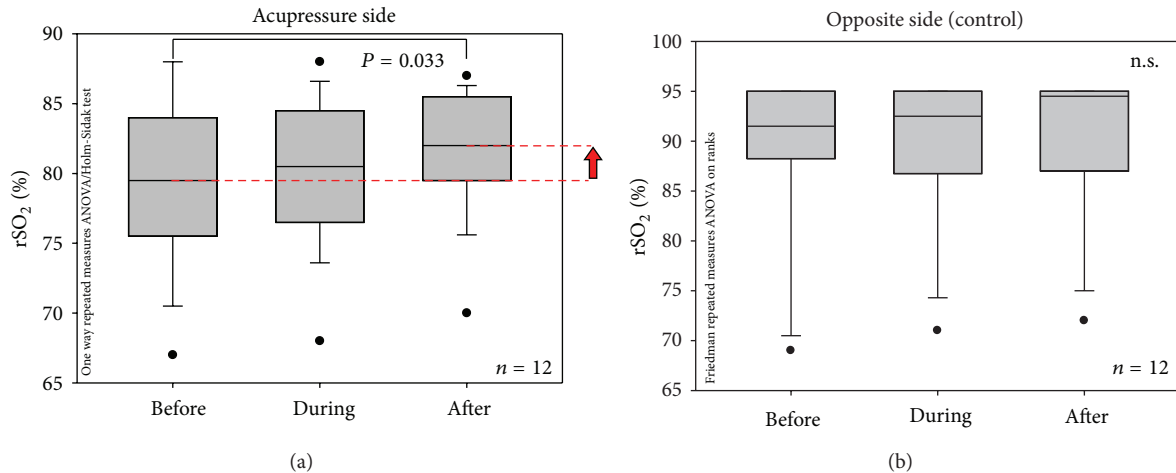 Acupressure side
90
(a)
P = 0.033
85
80
75
70
65
rSO2 (%)
One way repeated measures ANOVA/Holm-Sidak test
n = 12
Before
During
After
(a)
Opposite side (control)
100
(b)
n.s.
95
90
85
80
75
70
65
rSO2 (%)
Friedman repeated measures ANOVA on ranks
n = 12
Before
During
After
(b)